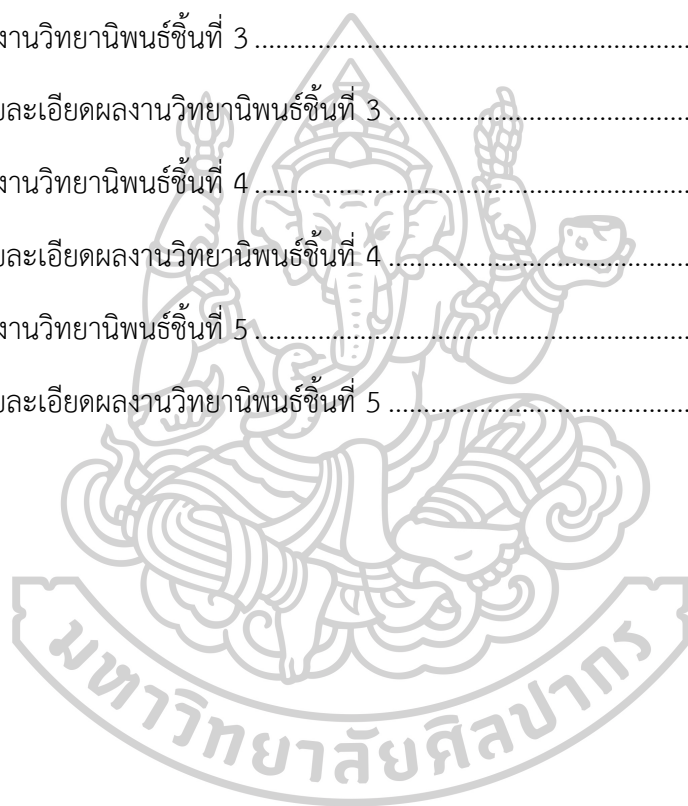 งานวิทยานิพนธ์ชิ้นที่ 3 ........................................................................
ยละเอียดผลงานวิทยานิพนธ์ชิ้นที่ 3 ...................................................
งานวิทยานิพนธ์ชิ้นที่ 4 ........................................................................
ยละเอียดผลงานวิทยานิพนธ์ชิ้นที่ 4 ...................................................
งานวิทยานิพนธ์ชิ้นที่ 5 ........................................................................
ยละเอียดผลงานวิทยานิพนธ์ชิ้นที่ 5 ...................................................
มหาวิทยาลัยศิลปากร